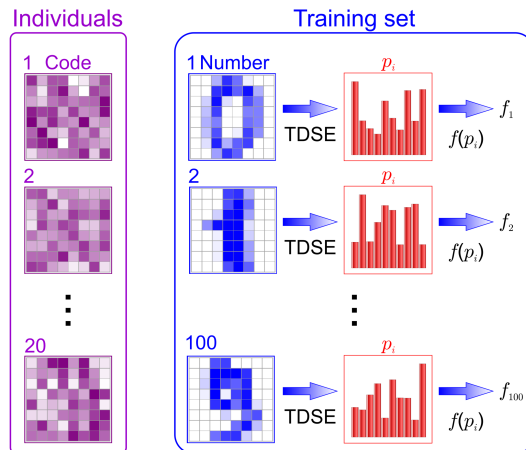 Individuals
Training set
1 Code
1 Number
p_i
TDSE
f(p_i)
f_1
2
2
p_i
TDSE
f(p_i)
f_2
20
100
p_i
TDSE
f(p_i)
f_100